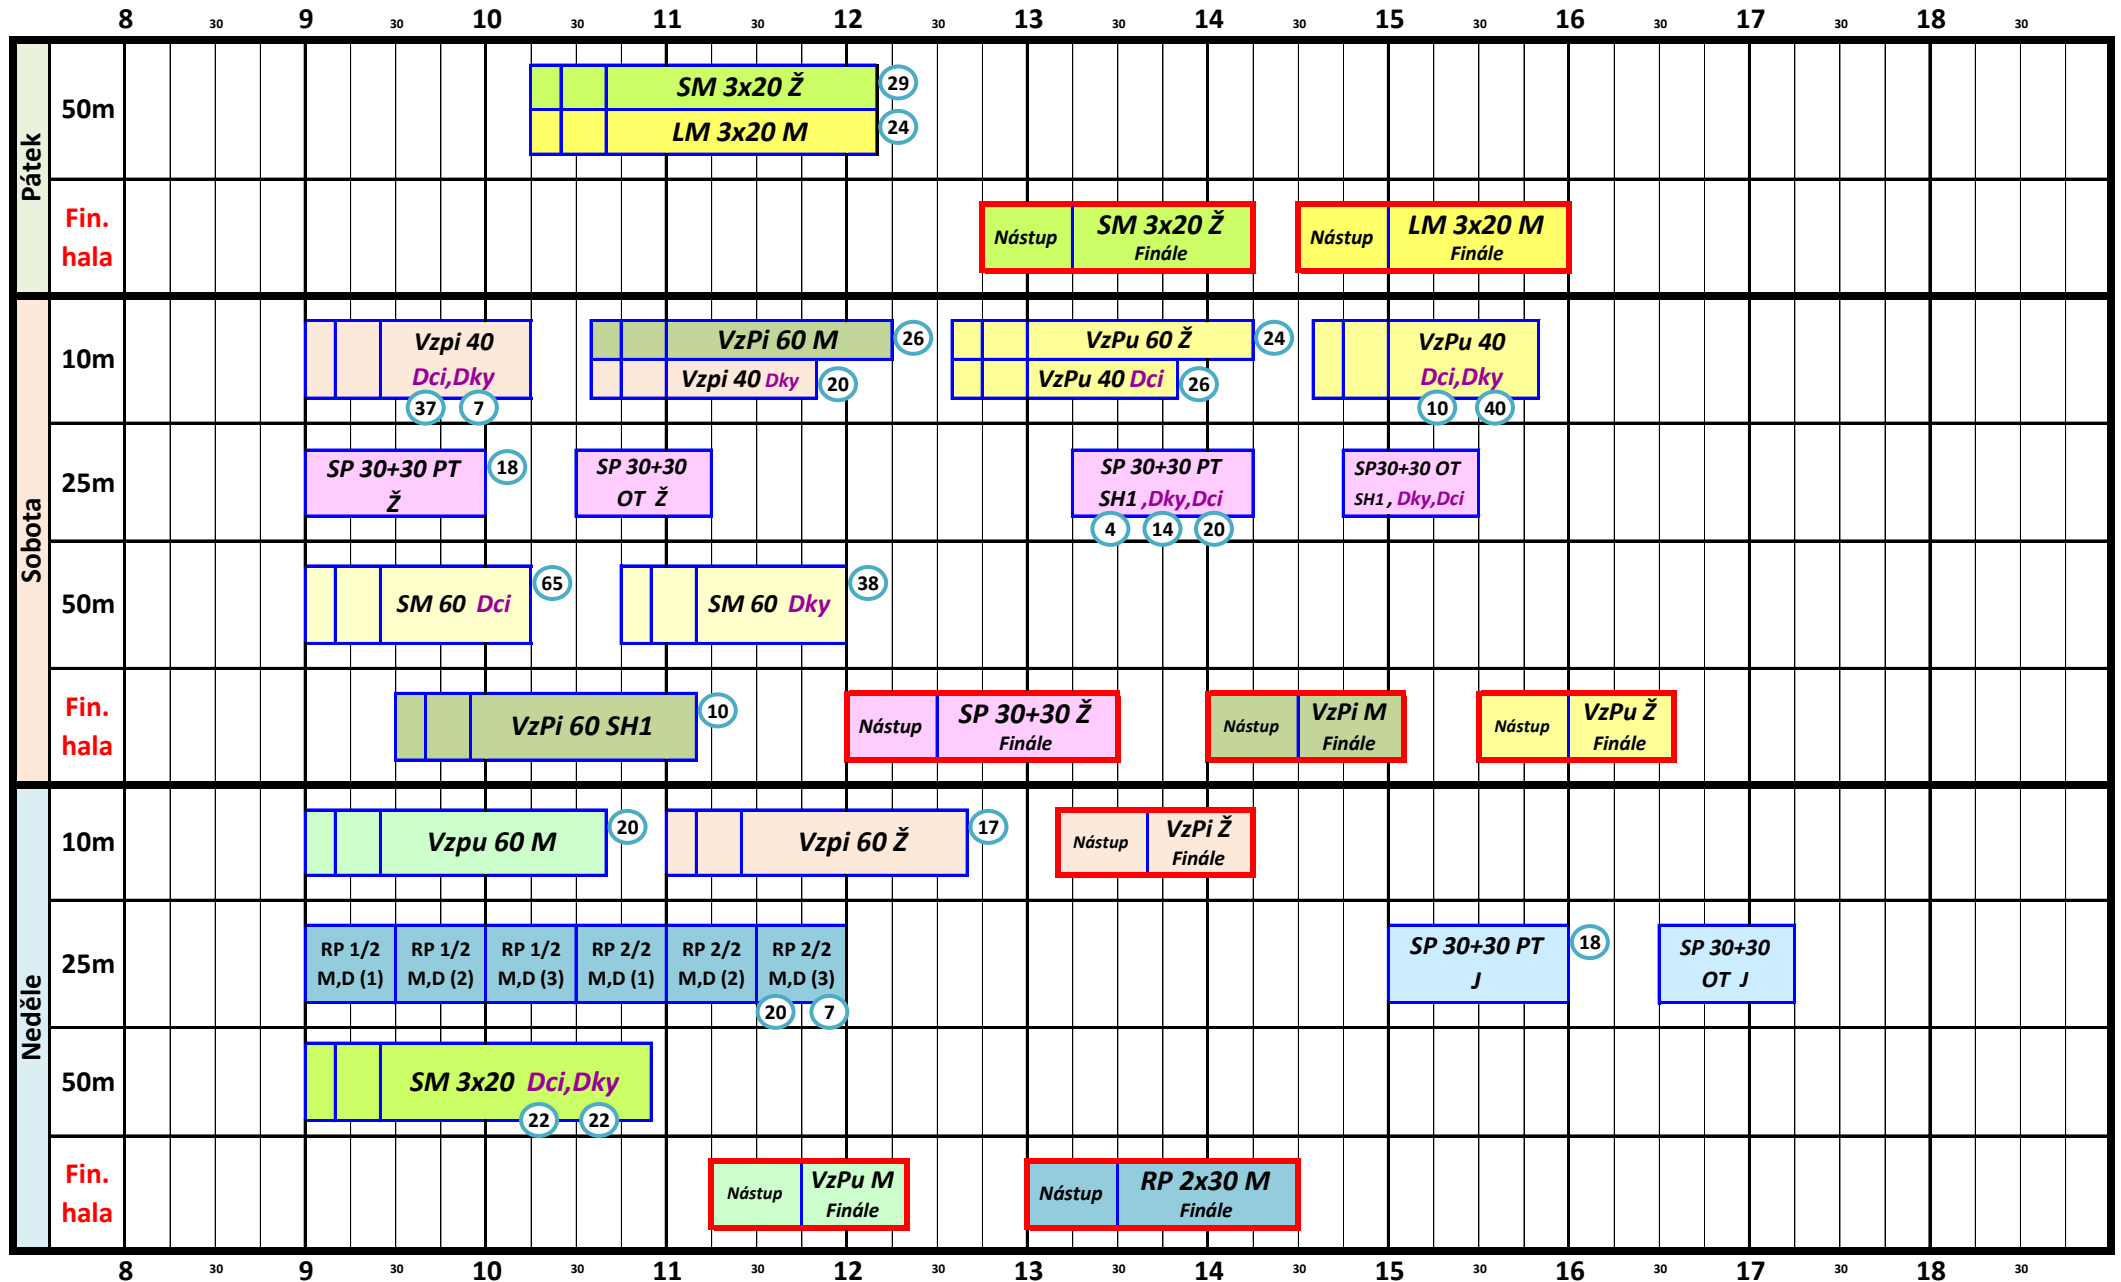 8 30 9 30 10 30 11 30 12 30 13 30 14 30 15 30 16 30 17 30 18 30
Pátek
50m
SM 3x20 Ž
29
LM 3x20 M
24
Fin.
hala
Nástup
SM 3x20 Ž
Finále
Nástup
LM 3x20 M
Finále
Sobota
10m
Vzpi 40
Dci,Dky
37
7
VzPi 60 M
26
Vzpi 40 Dky
20
VzPu 60 Ž
24
VzPu 40 Dci
26
VzPu 40
Dci,Dky
10
40
25m
SP 30+30 PT
Ž
18
SP 30+30
OT Ž
SP 30+30 PT
SH1 ,Dky,Dci
4
14
20
SP30+30 OT
SH1 , Dky,Dci
50m
SM 60 Dci
65
SM 60 Dky
38
Fin.
hala
VzPi 60 SH1
10
Nástup
SP 30+30 Ž
Finále
Nástup
VzPi M
Finále
Nástup
VzPu Ž
Finále
Neděle
10m
Vzpu 60 M
20
Vzpi 60 Ž
17
Nástup
VzPi Ž
Finále
25m
RP 1/2
M,D (1)
RP 1/2
M,D (2)
RP 1/2
M,D (3)
RP 2/2
M,D (1)
RP 2/2
M,D (2)
RP 2/2
M,D (3)
20
7
SP 30+30 PT
J
18
SP 30+30
OT J
50m
SM 3x20 Dci,Dky
22
22
Fin.
hala
Nástup
VzPu M
Finále
Nástup
RP 2x30 M
Finále
8 30 9 30 10 30 11 30 12 30 13 30 14 30 15 30 16 30 17 30 18 30